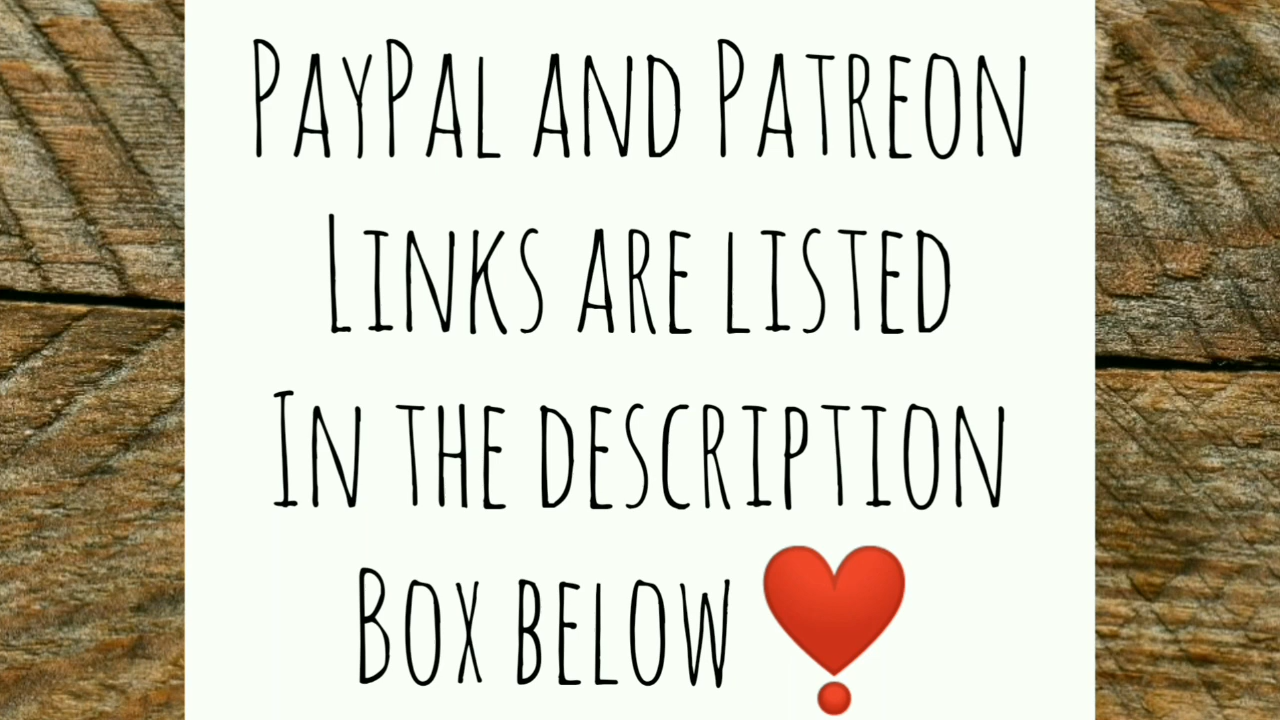 PayPal and Patreon
Links are listed
In the description
Box below ❣